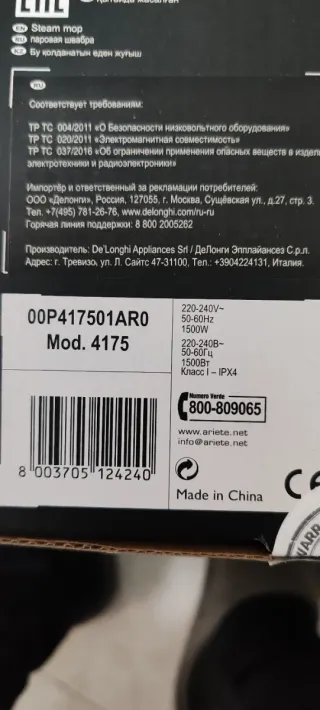 EAC
қытайда жасалған
EN Steam mop
RU паровая швабра
KZ Бу қолданатын еден жуғыш
RU
Соответствует требованиям:
ТР ТС 004/2011 «О Безопасности низковольтного оборудования»
ТР ТС 020/2011 «Электромагнитная совместимость»
ТР ТС 037/2016 «Об ограничении применения опасных веществ в издел
электротехники и радиоэлектроники»
Импортёр и ответственный за рекламации потребителей:
ООО «Делонги», Россия, 127055, г. Москва, Сущёвская ул., д.27, стр. 3.
Тел. +7(495) 781-26-76, www.delonghi.com/ru-ru
Горячая линия поддержки: 8 800 2005262
Производитель: De'Longhi Appliances Srl / ДеЛонги Эпплайансез С.р.л.
Адрес: г. Тревизо, ул. Л. Сайтс 47-31100, Тел.: +3904224131, Италия.
00P417501AR0
Mod. 4175
220-240V~
50-60Hz
1500W
220-240В~
50-60Гц
1500Вт
Класс I – IPX4
Numero Verde
800-809065
www.ariete.net
info@ariete.net
Made in China
CE
8 003705 124240
WARR